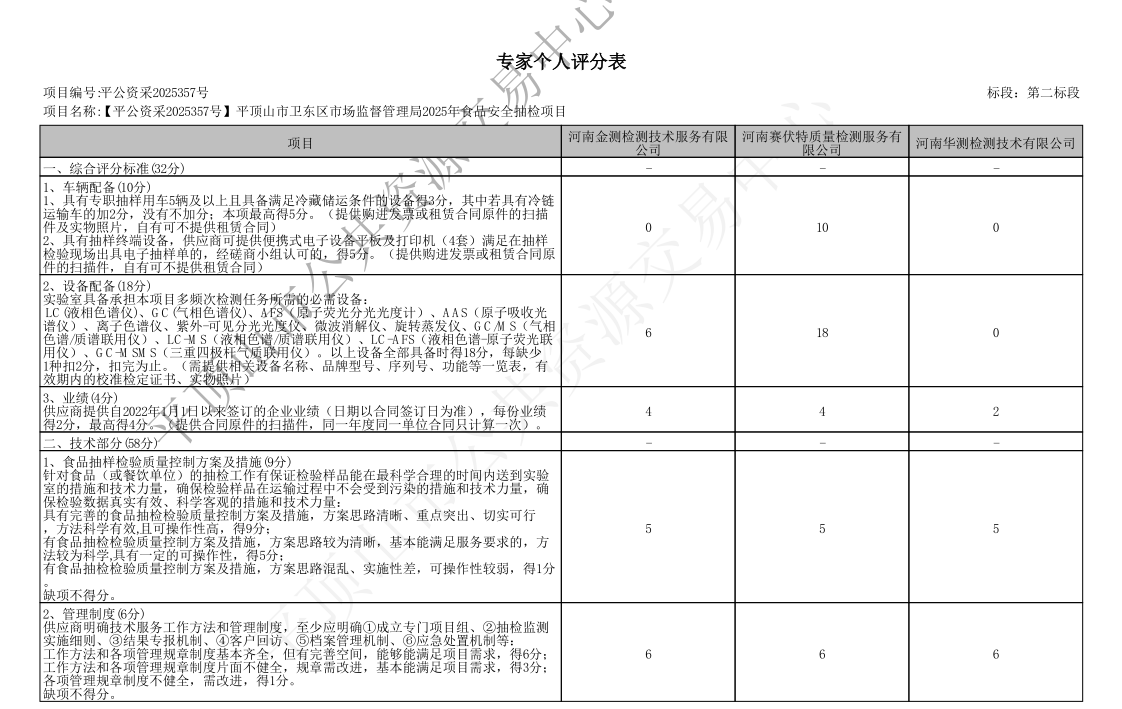 专家个人评分表
项目编号:平公资采2025357号
标段：第二标段
项目名称:【平公资采2025357号】平顶山市卫东区市场监督管理局2025年食品安全抽检项目
项目
河南金测检测技术服务有限
公司
河南赛伏特质量检测服务有
限公司
河南华测检测技术有限公司
一、综合评分标准(32分)
-
-
-
1、车辆配备(10分)
1、具有专职抽样用车5辆及以上且具备满足冷藏储运条件的设备得3分，其中若具有冷链
运输车的加2分，没有不加分；本项最高得5分。（提供购进发票或租赁合同原件的扫描
件及实物照片，自有可不提供租赁合同）
2、具有抽样终端设备，供应商可提供便携式电子设备平板及打印机（4套）满足在抽样
检验现场出具电子抽样单的，经磋商小组认可的，得5分。（提供购进发票或租赁合同原
件的扫描件，自有可不提供租赁合同）
0
10
0
2、设备配备(18分)
实验室具备承担本项目多频次检测任务所需的必需设备：
LC(液相色谱仪)、GC(气相色谱仪)、AFS（原子荧光分光光度计）、AAS（原子吸收光
谱仪）、离子色谱仪、紫外-可见分光光度仪、微波消解仪、旋转蒸发仪、GC/MS（气相
色谱/质谱联用仪）、LC-MS（液相色谱/质谱联用仪）、LC-AFS（液相色谱-原子荧光联
用仪）、GC-MSMS（三重四极杆气质联用仪）。以上设备全部具备时得18分，每缺少
1种扣2分，扣完为止。（需提供相关设备名称、品牌型号、序列号、功能等一览表，有
效期内的校准检定证书、实物照片）
6
18
0
3、业绩(4分)
供应商提供自2022年1月1日以来签订的企业业绩（日期以合同签订日为准），每份业绩
得2分，最高得4分。（提供合同原件的扫描件，同一年度同一单位合同只计算一次）。
4
4
2
二、技术部分(58分)
-
-
-
1、食品抽样检验质量控制方案及措施(9分)
针对食品（或餐饮单位）的抽检工作有保证检验样品能在最科学合理的时间内送到实验
室的措施和技术力量，确保检验样品在运输过程中不会受到污染的措施和技术力量，确
保检验数据真实有效、科学客观的措施和技术力量；
具有完善的食品抽检检验质量控制方案及措施，方案思路清晰、重点突出、切实可行
，方法科学有效,且可操作性高，得9分；
有食品抽检检验质量控制方案及措施，方案思路较为清晰，基本能满足服务要求的，方
法较为科学,具有一定的可操作性，得5分；
有食品抽检检验质量控制方案及措施，方案思路混乱、实施性差，可操作性较弱，得1分
。
缺项不得分。
5
5
5
2、管理制度(6分)
供应商明确技术服务工作方法和管理制度，至少应明确①成立专门项目组、②抽检监测
实施细则、③结果专报机制、④客户回访、⑤档案管理机制、⑥应急处置机制等：
工作方法和各项管理规章制度基本齐全，但有完善空间，能够能满足项目需求，得6分；
工作方法和各项管理规章制度片面不健全，规章需改进，基本能满足项目需求，得3分；
各项管理规章制度不健全，需改进，得1分。
缺项不得分。
6
6
6
平顶山市公共资源交易中心
平顶山市公共资源交易中心